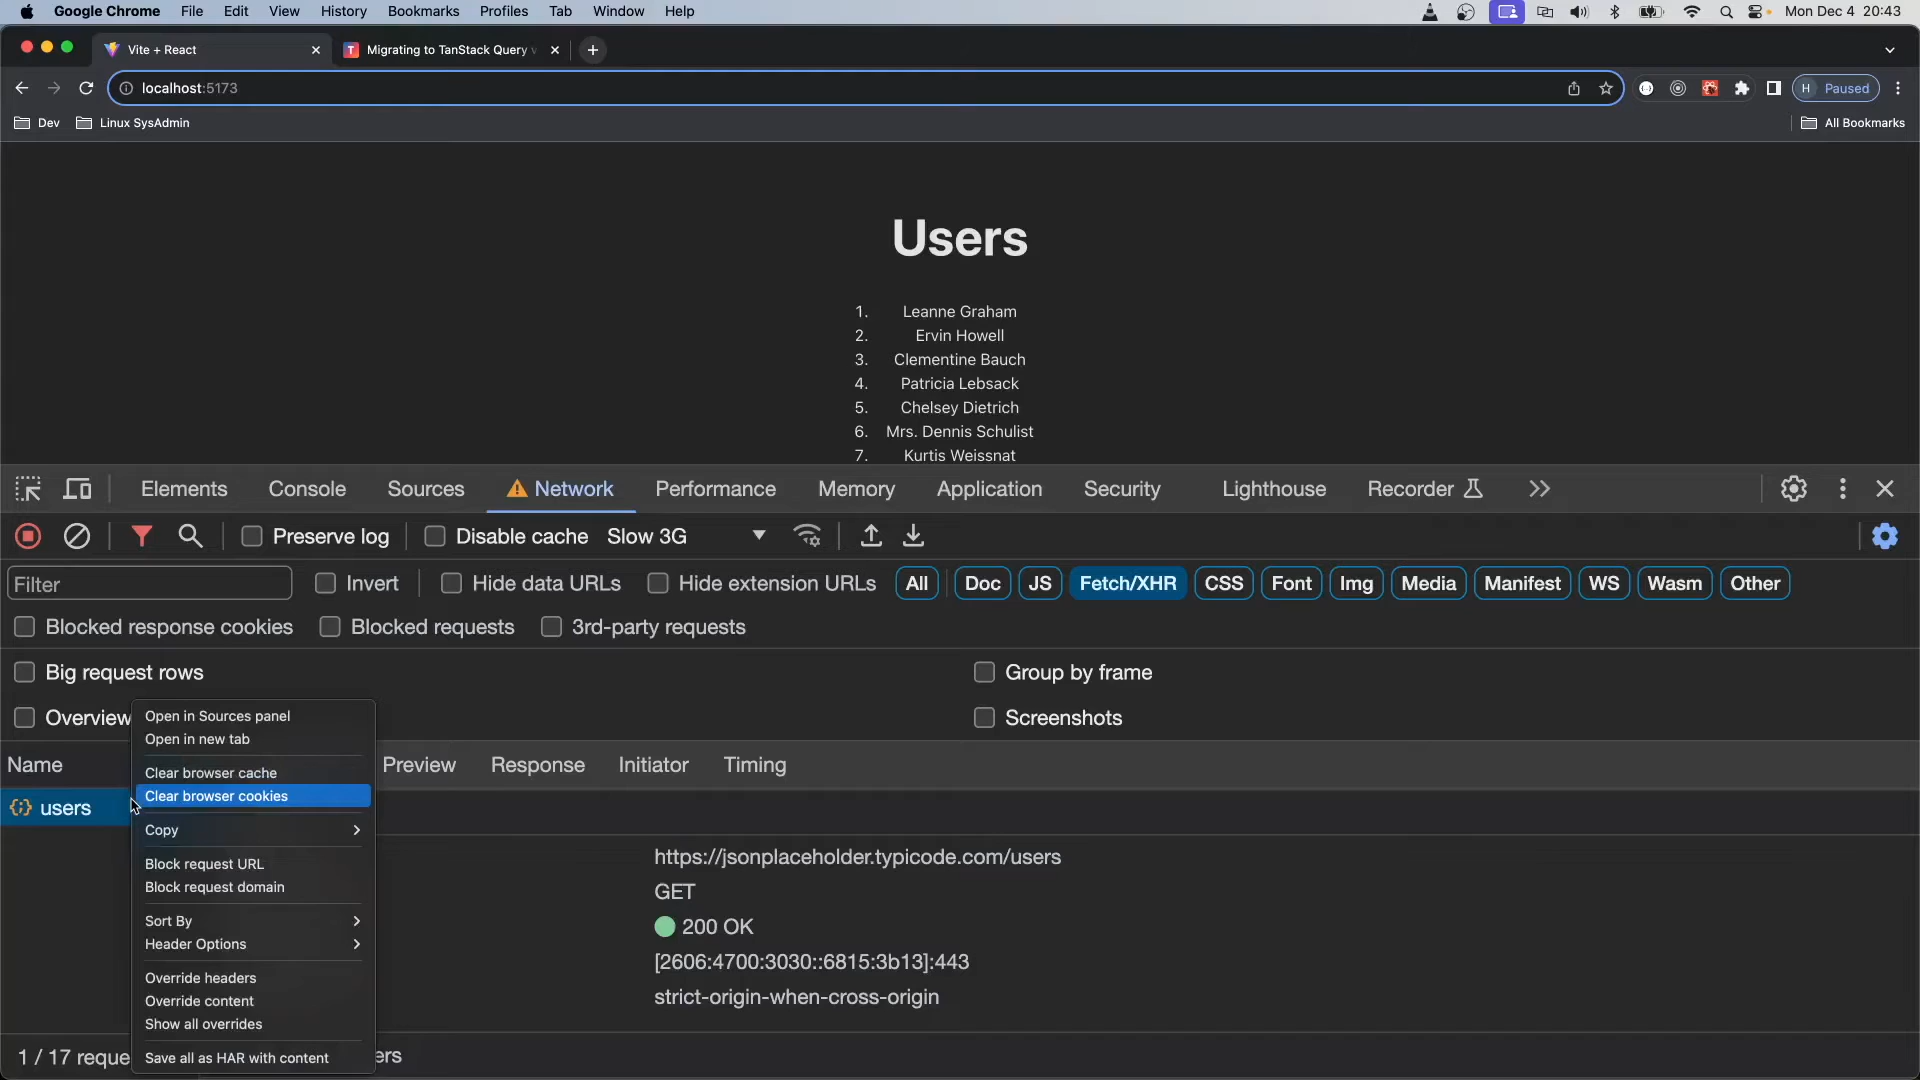 Google Chrome File Edit View History Bookmarks Profiles Tab Window Help Mon Dec 4 20:43
Vite + React Migrating to TanStack Query v
localhost:5173 H Paused
Dev Linux SysAdmin All Bookmarks
Users
1. Leanne Graham
2. Ervin Howell
3. Clementine Bauch
4. Patricia Lebsack
5. Chelsey Dietrich
6. Mrs. Dennis Schulist
7. Kurtis Weissnat
Elements Console Sources Network Performance Memory Application Security Lighthouse Recorder
Preserve log Disable cache Slow 3G
Filter Invert Hide data URLs Hide extension URLs All Doc JS Fetch/XHR CSS Font Img Media Manifest WS Wasm Other
Blocked response cookies Blocked requests 3rd-party requests
Big request rows Group by frame
Overview Screenshots
Name Preview Response Initiator Timing
users
https://jsonplaceholder.typicode.com/users
GET
200 OK
[2606:4700:3030::6815:3b13]:443
strict-origin-when-cross-origin
Open in Sources panel
Open in new tab
Clear browser cache
Clear browser cookies
Copy
Block request URL
Block request domain
Sort By
Header Options
Override headers
Override content
Show all overrides
Save all as HAR with content
1 / 17 reque ers